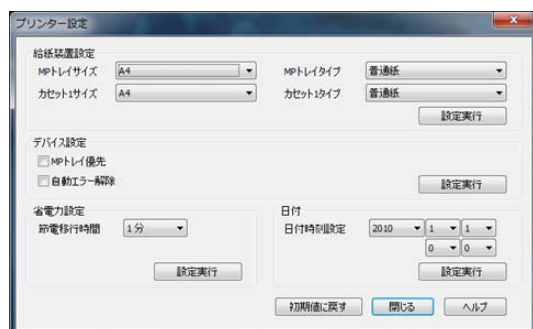 プリンター設定
給紙装置設定
MPトレイサイズ A4 MPトレイタイプ 普通紙
カセット1サイズ A4 カセット1タイプ 普通紙
設定実行
デバイス設定
MPトレイ優先
自動エラー解除
設定実行
省電力設定 日付
節電移行時間 1分 日付時刻設定 2010 1 1
0 0
設定実行 設定実行
初期値に戻す 閉じる ヘルプ